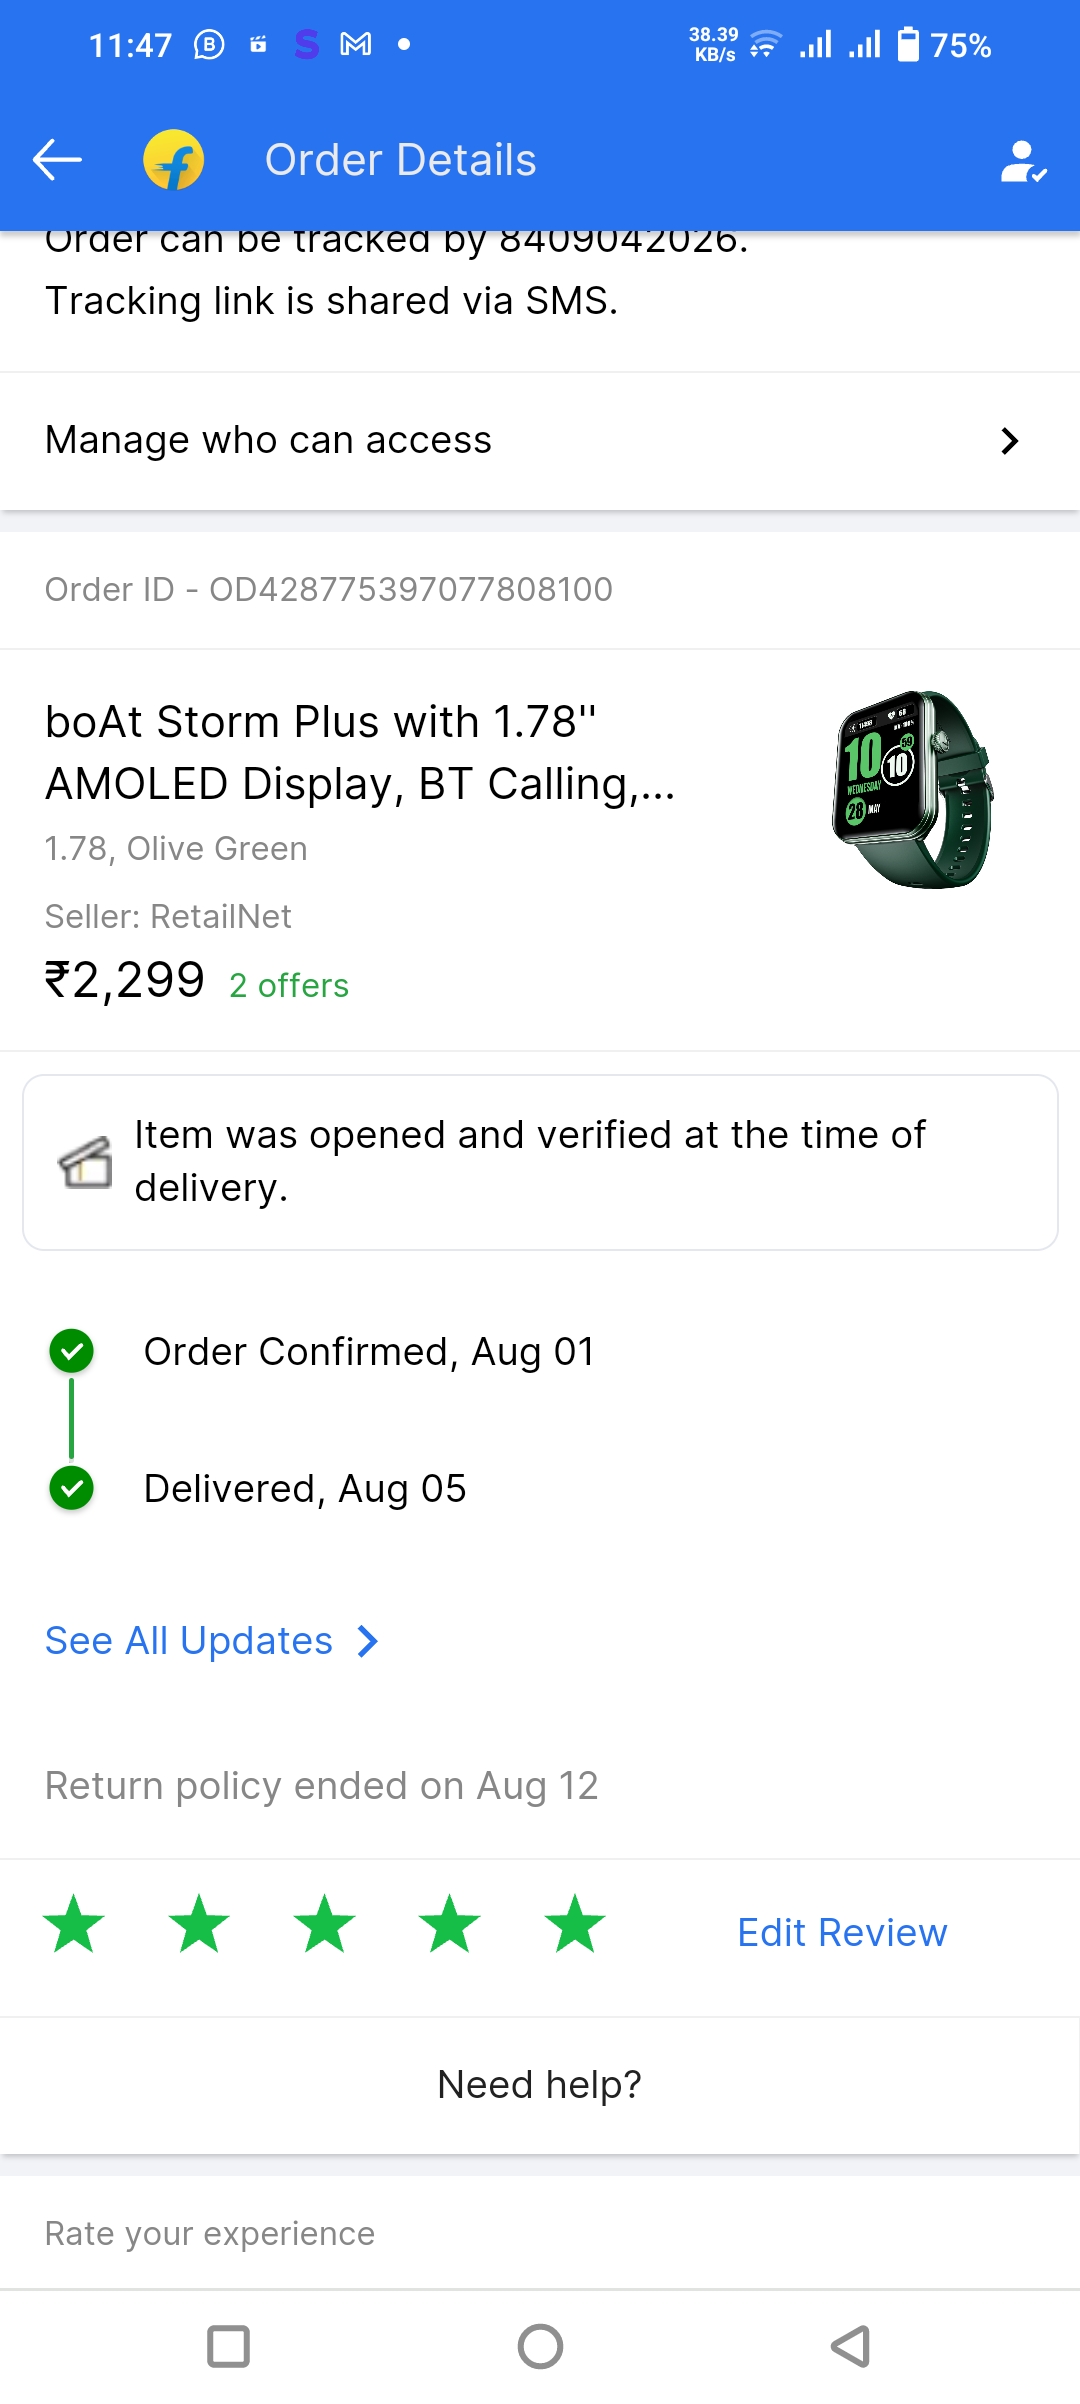 11:47
38.39
KB/s
75%
Order Details
Order can be tracked by 8409042026.
Tracking link is shared via SMS.
Manage who can access
Order ID - OD428775397077808100
boAt Storm Plus with 1.78"
AMOLED Display, BT Calling,...
1.78, Olive Green
Seller: RetailNet
₹2,299 2 offers
10
59
10
WEDNESDAY
28 MAY
Item was opened and verified at the time of
delivery.
Order Confirmed, Aug 01
Delivered, Aug 05
See All Updates
Return policy ended on Aug 12
Edit Review
Need help?
Rate your experience